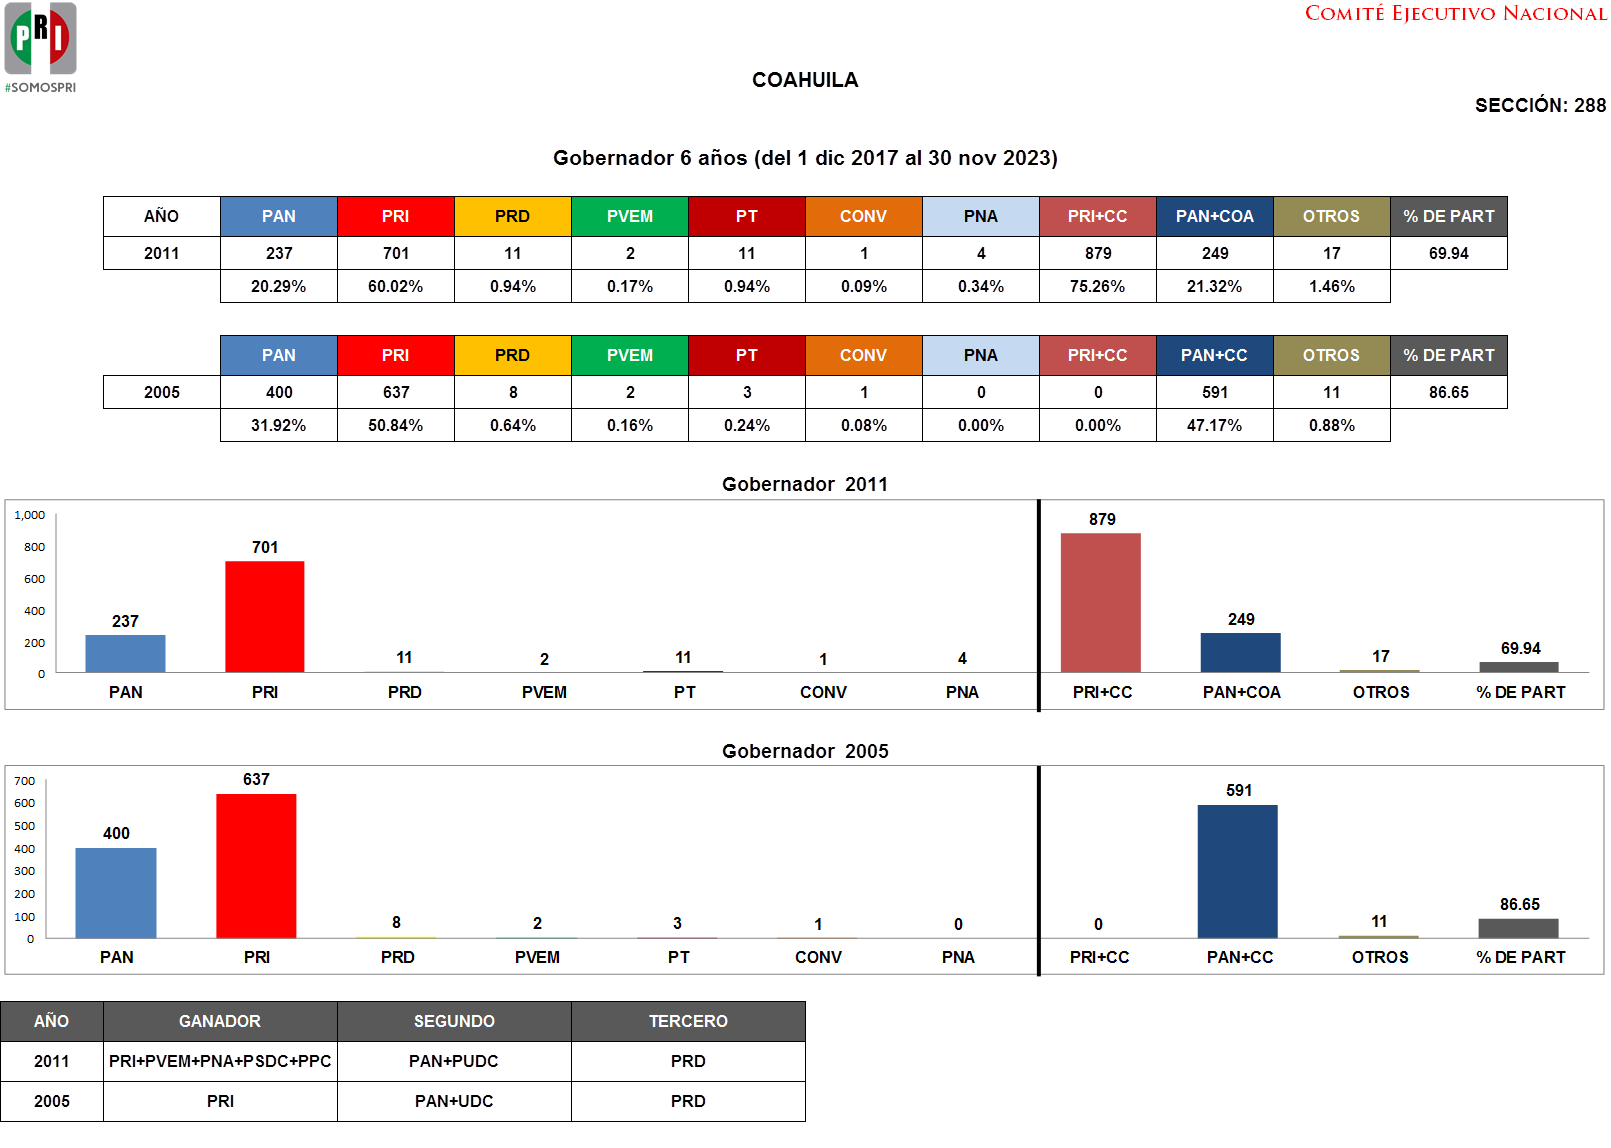 PRI
#SOMOSPRI
COMITÉ EJECUTIVO NACIONAL
COAHUILA
SECCIÓN: 288
Gobernador 6 años (del 1 dic 2017 al 30 nov 2023)
AÑO PAN PRI PRD PVEM PT CONV PNA PRI+CC PAN+COA OTROS % DE PART
2011 237 701 11 2 11 1 4 879 249 17 69.94
20.29% 60.02% 0.94% 0.17% 0.94% 0.09% 0.34% 75.26% 21.32% 1.46%
PAN PRI PRD PVEM PT CONV PNA PRI+CC PAN+CC OTROS % DE PART
2005 400 637 8 2 3 1 0 0 591 11 86.65
31.92% 50.84% 0.64% 0.16% 0.24% 0.08% 0.00% 0.00% 47.17% 0.88%
Gobernador 2011
1,000
800
600
400
200
0
237 701 11 2 11 1 4 879 249 17 69.94
PAN PRI PRD PVEM PT CONV PNA PRI+CC PAN+COA OTROS % DE PART
Gobernador 2005
700
600
500
400
300
200
100
0
400 637 8 2 3 1 0 0 591 11 86.65
PAN PRI PRD PVEM PT CONV PNA PRI+CC PAN+CC OTROS % DE PART
AÑO GANADOR SEGUNDO TERCERO
2011 PRI+PVEM+PNA+PSDC+PPC PAN+PUDC PRD
2005 PRI PAN+UDC PRD